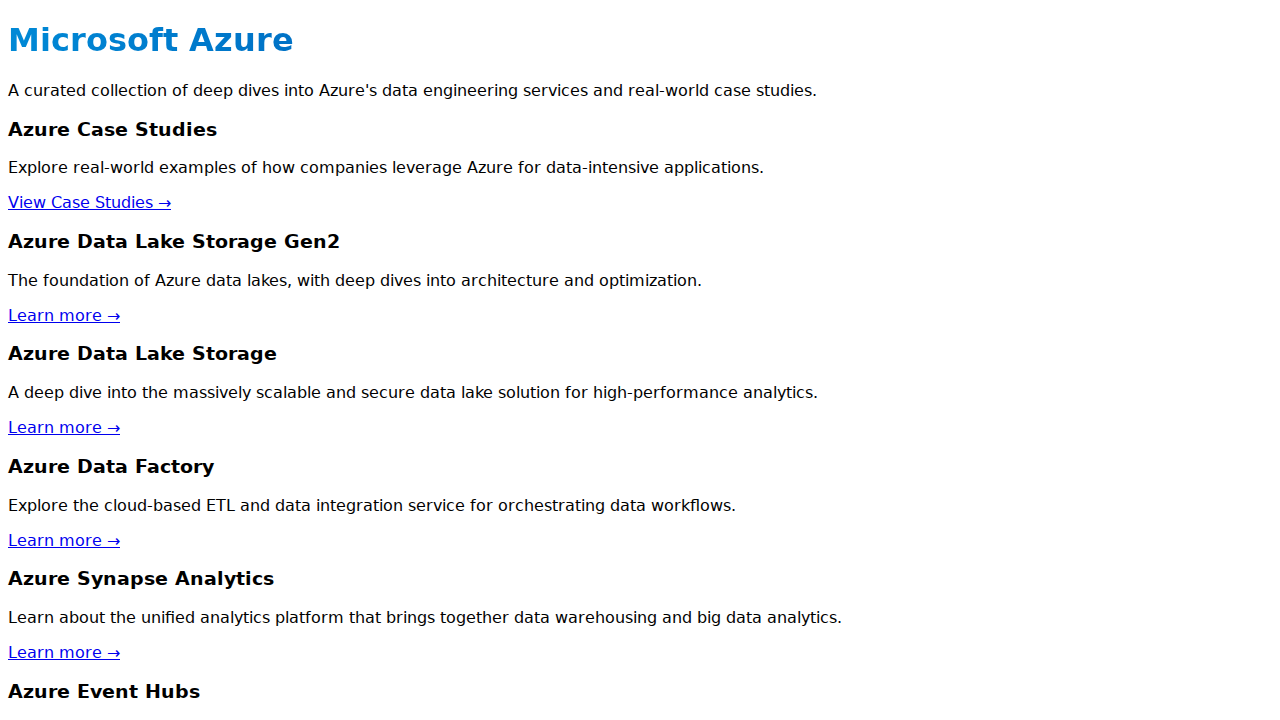 Microsoft Azure
A curated collection of deep dives into Azure's data engineering services and real-world case studies.
Azure Case Studies
Explore real-world examples of how companies leverage Azure for data-intensive applications.
View Case Studies →
Azure Data Lake Storage Gen2
The foundation of Azure data lakes, with deep dives into architecture and optimization.
Learn more →
Azure Data Lake Storage
A deep dive into the massively scalable and secure data lake solution for high-performance analytics.
Learn more →
Azure Data Factory
Explore the cloud-based ETL and data integration service for orchestrating data workflows.
Learn more →
Azure Synapse Analytics
Learn about the unified analytics platform that brings together data warehousing and big data analytics.
Learn more →
Azure Event Hubs